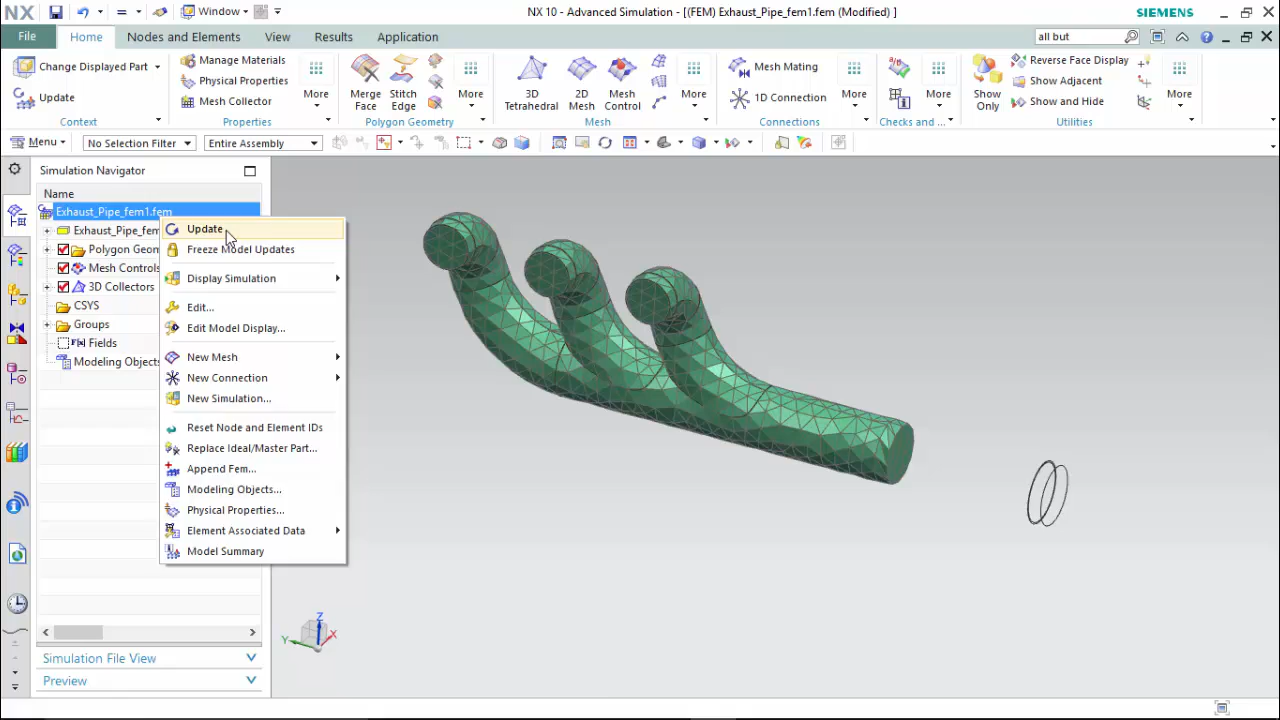 NX
Window
NX 10 - Advanced Simulation - [(FEM) Exhaust_Pipe_fem1.fem (Modified) ]
SIEMENS
File
Home
Nodes and Elements
View
Results
Application
all but
Change Displayed Part
Update
Context
Manage Materials
Physical Properties
Mesh Collector
More
Properties
Merge Face
Stitch Edge
More
Polygon Geometry
3D Tetrahedral
2D Mesh
Mesh Control
More
Mesh
Mesh Mating
1D Connection
More
Connections
More
Checks and ...
Show Only
Reverse Face Display
Show Adjacent
Show and Hide
More
Utilities
Menu
No Selection Filter
Entire Assembly
Simulation Navigator
Name
Exhaust_Pipe_fem1.fem
Exhaust_Pipe_fem
Polygon Geom
Mesh Controls
3D Collectors
CSYS
Groups
Fields
Modeling Objects
Update
Freeze Model Updates
Display Simulation
Edit...
Edit Model Display...
New Mesh
New Connection
New Simulation...
Reset Node and Element IDs
Replace Ideal/Master Part...
Append Fem...
Modeling Objects...
Physical Properties...
Element Associated Data
Model Summary
Z
Y
X
Simulation File View
Preview